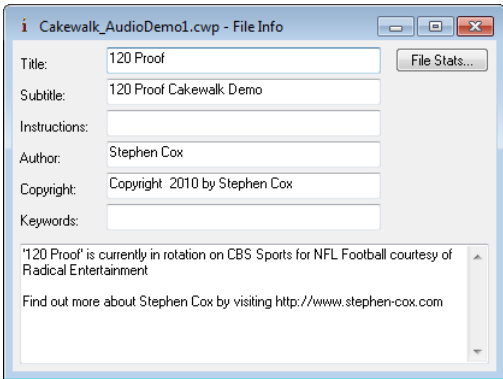 i Cakewalk_AudioDemo1.cwp - File Info
Title: 120 Proof File Stats...
Subtitle: 120 Proof Cakewalk Demo
Instructions:
Author: Stephen Cox
Copyright: Copyright  2010 by Stephen Cox
Keywords:
'120 Proof' is currently in rotation on CBS Sports for NFL Football courtesy of
Radical Entertainment
Find out more about Stephen Cox by visiting http://www.stephen-cox.com